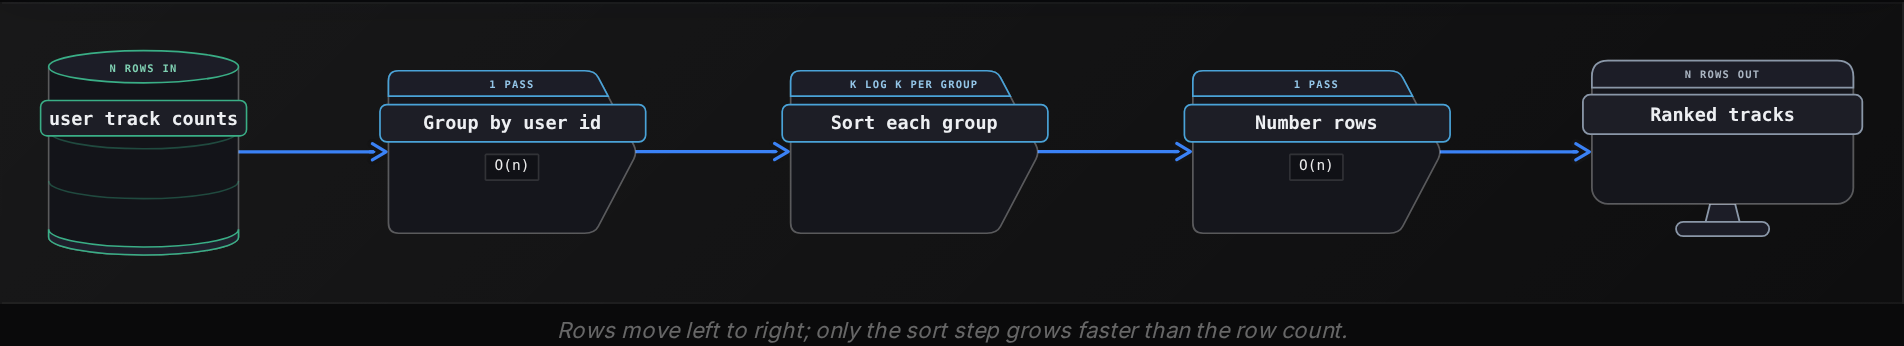 N ROWS IN
user track counts
1 PASS
Group by user id
O(n)
K LOG K PER GROUP
Sort each group
1 PASS
Number rows
O(n)
N ROWS OUT
Ranked tracks
Rows move left to right; only the sort step grows faster than the row count.